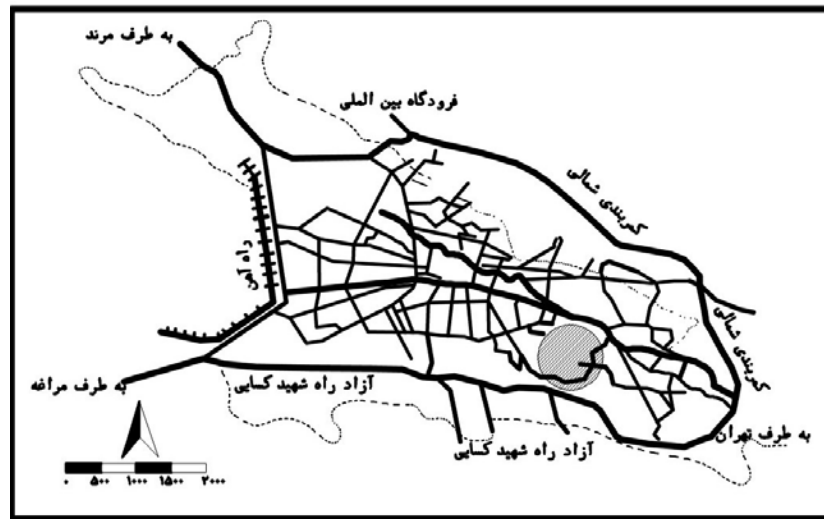 به طرف مرند
فرودگاه بین المللی
کمربندی شمالی
راه آهن
کمربندی شمالی
به طرف مراغه
آزاد راه شهید کسایی
به طرف تهران
آزاد راه شهید کسایی
۰ ۵۰۰ ۱۰۰۰ ۱۵۰۰ ۲۰۰۰